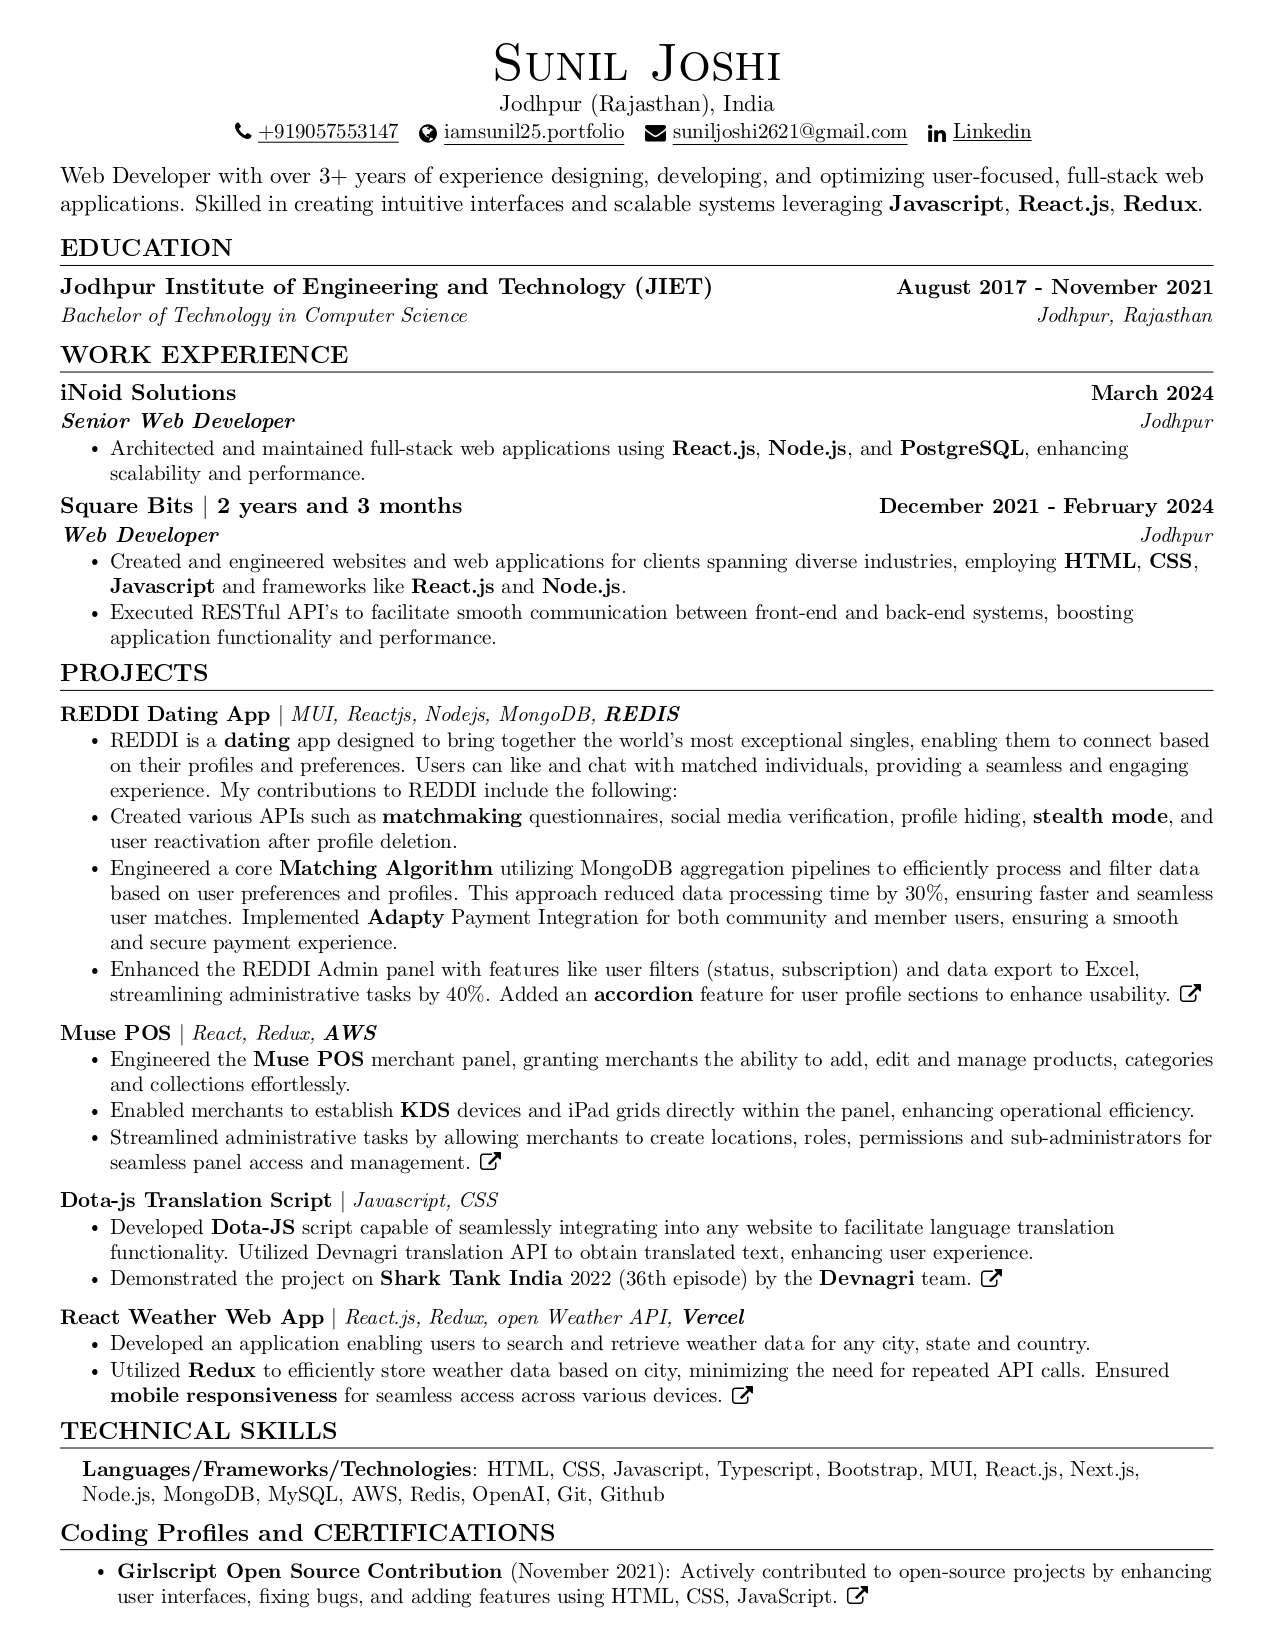 Sunil Joshi
Jodhpur (Rajasthan), India
+919057553147 iamsunil25.portfolio suniljoshi2621@gmail.com Linkedin
Web Developer with over 3+ years of experience designing, developing, and optimizing user-focused, full-stack web
applications. Skilled in creating intuitive interfaces and scalable systems leveraging Javascript, React.js, Redux.
EDUCATION
Jodhpur Institute of Engineering and Technology (JIET) August 2017 - November 2021
Bachelor of Technology in Computer Science Jodhpur, Rajasthan
WORK EXPERIENCE
iNoid Solutions March 2024
Senior Web Developer Jodhpur
• Architected and maintained full-stack web applications using React.js, Node.js, and PostgreSQL, enhancing
scalability and performance.
Square Bits | 2 years and 3 months December 2021 - February 2024
Web Developer Jodhpur
• Created and engineered websites and web applications for clients spanning diverse industries, employing HTML, CSS,
Javascript and frameworks like React.js and Node.js.
• Executed RESTful API's to facilitate smooth communication between front-end and back-end systems, boosting
application functionality and performance.
PROJECTS
REDDI Dating App | MUI, Reactjs, Nodejs, MongoDB, REDIS
• REDDI is a dating app designed to bring together the world's most exceptional singles, enabling them to connect based
on their profiles and preferences. Users can like and chat with matched individuals, providing a seamless and engaging
experience. My contributions to REDDI include the following:
• Created various APIs such as matchmaking questionnaires, social media verification, profile hiding, stealth mode, and
user reactivation after profile deletion.
• Engineered a core Matching Algorithm utilizing MongoDB aggregation pipelines to efficiently process and filter data
based on user preferences and profiles. This approach reduced data processing time by 30%, ensuring faster and seamless
user matches. Implemented Adapty Payment Integration for both community and member users, ensuring a smooth
and secure payment experience.
• Enhanced the REDDI Admin panel with features like user filters (status, subscription) and data export to Excel,
streamlining administrative tasks by 40%. Added an accordion feature for user profile sections to enhance usability.
Muse POS | React, Redux, AWS
• Engineered the Muse POS merchant panel, granting merchants the ability to add, edit and manage products, categories
and collections effortlessly.
• Enabled merchants to establish KDS devices and iPad grids directly within the panel, enhancing operational efficiency.
• Streamlined administrative tasks by allowing merchants to create locations, roles, permissions and sub-administrators for
seamless panel access and management.
Dota-js Translation Script | Javascript, CSS
• Developed Dota-JS script capable of seamlessly integrating into any website to facilitate language translation
functionality. Utilized Devnagri translation API to obtain translated text, enhancing user experience.
• Demonstrated the project on Shark Tank India 2022 (36th episode) by the Devnagri team.
React Weather Web App | React.js, Redux, open Weather API, Vercel
• Developed an application enabling users to search and retrieve weather data for any city, state and country.
• Utilized Redux to efficiently store weather data based on city, minimizing the need for repeated API calls. Ensured
mobile responsiveness for seamless access across various devices.
TECHNICAL SKILLS
Languages/Frameworks/Technologies: HTML, CSS, Javascript, Typescript, Bootstrap, MUI, React.js, Next.js,
Node.js, MongoDB, MySQL, AWS, Redis, OpenAI, Git, Github
Coding Profiles and CERTIFICATIONS
• Girlscript Open Source Contribution (November 2021): Actively contributed to open-source projects by enhancing
user interfaces, fixing bugs, and adding features using HTML, CSS, JavaScript.